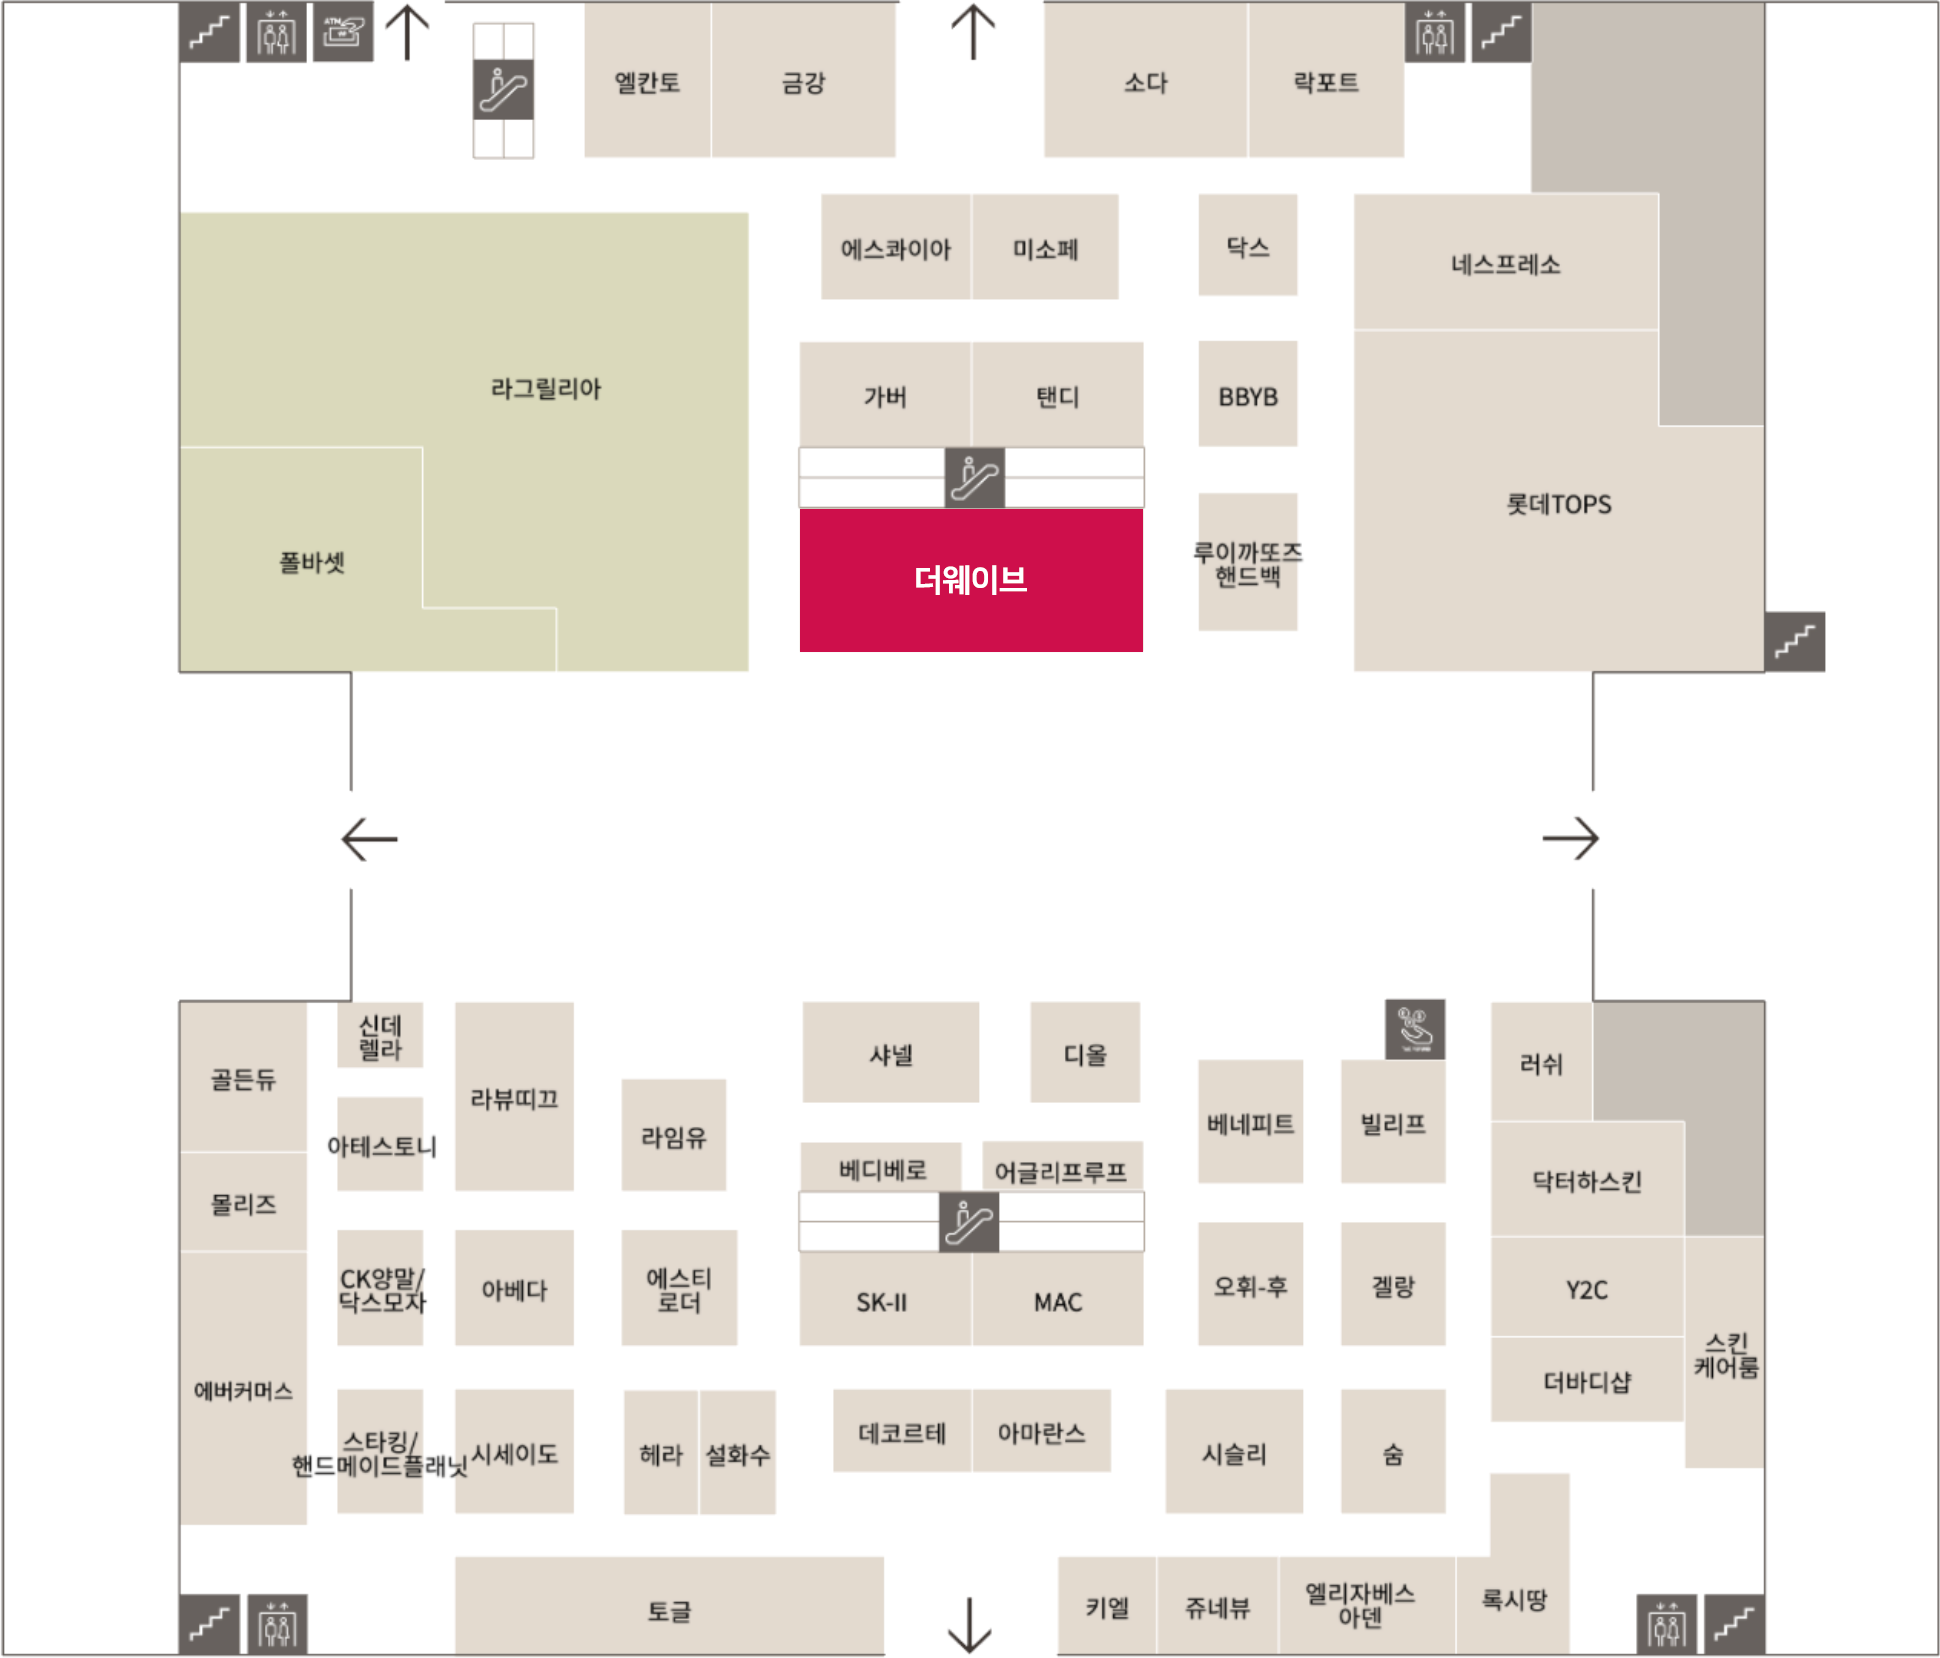 ATM
엘칸토
금강
소다
락포트
에스콰이아
미소페
닥스
네스프레소
라그릴리아
가버
탠디
BBYB
롯데TOPS
폴바셋
더웨이브
루이까또즈
핸드백
골든듀
신데
렐라
라뷰띠끄
샤넬
디올
러쉬
아테스토니
라임유
베네피트
빌리프
몰리즈
베디베로
어글리프루프
닥터하스킨
CK양말/
닥스모자
아베다
에스티
로더
SK-II
MAC
오휘-후
겔랑
Y2C
스킨
케어룸
에버커머스
더바디샵
스타킹/
핸드메이드플래닛
시세이도
헤라
설화수
데코르테
아마란스
시슬리
숨
토글
키엘
쥬네뷰
엘리자베스
아덴
록시땅